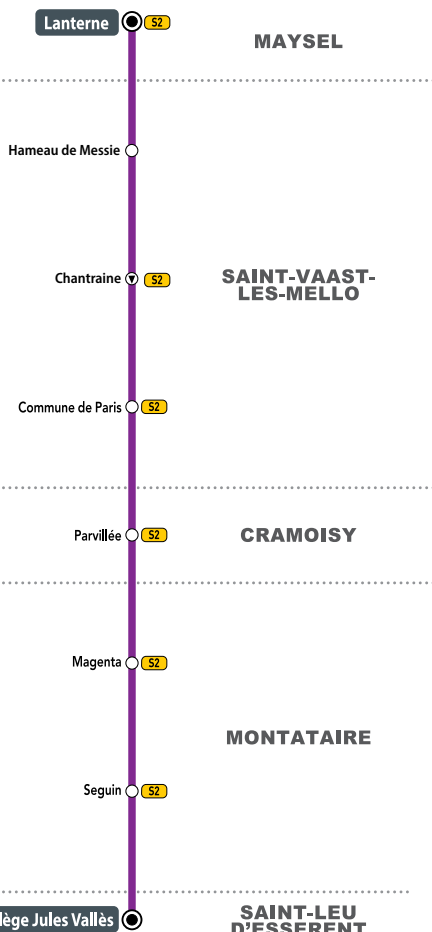 Lanterne S2
MAYSEL
Hameau de Messie
Chantraine S2
SAINT-VAAST-
LES-MELLO
Commune de Paris S2
Parvillée S2
CRAMOISY
Magenta S2
MONTATAIRE
Seguin S2
lège Jules Vallès
SAINT-LEU
D'ESSERENT